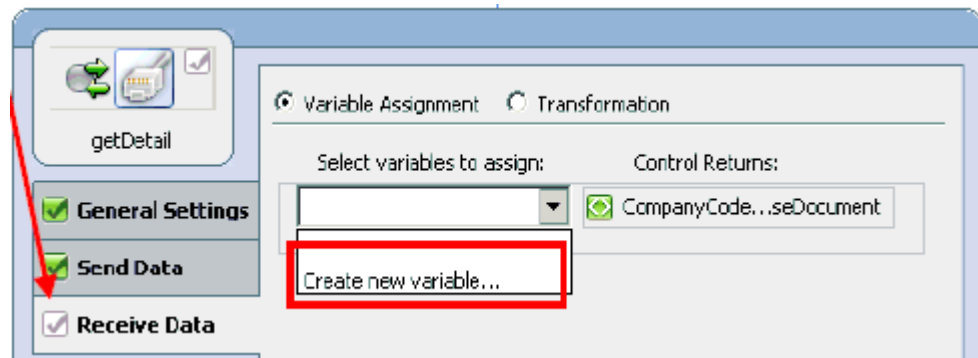 Variable Assignment Transformation
getDetail
Select variables to assign: Control Returns:
General Settings
CompanyCode...seDocument
Send Data
Create new variable...
Receive Data